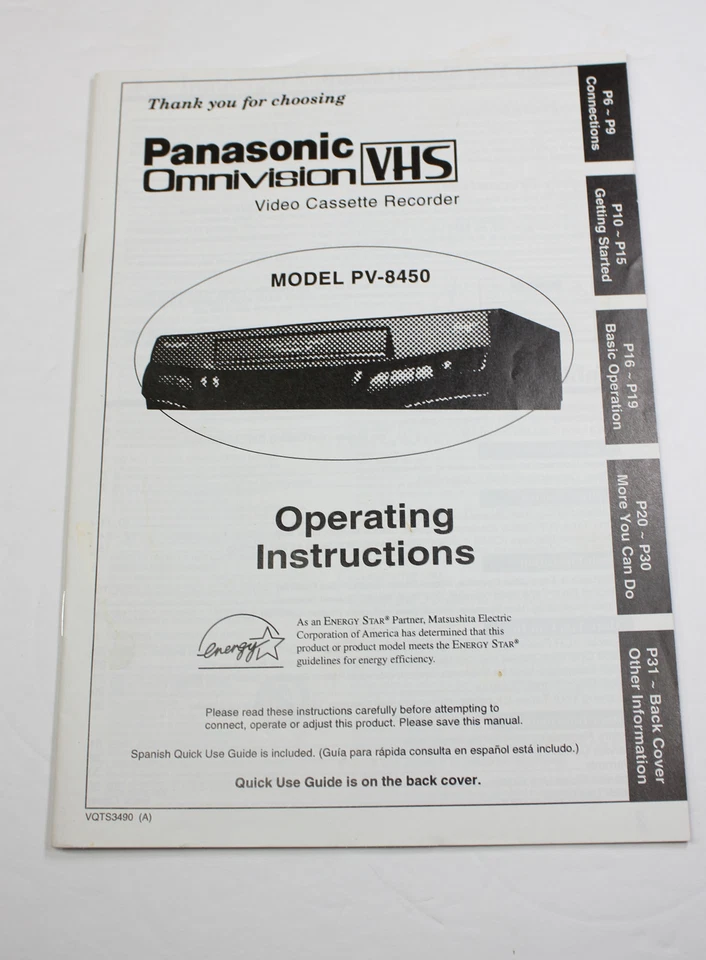 Thank you for choosing
Panasonic
Omnivision VHS
Video Cassette Recorder
MODEL PV-8450
Operating
Instructions
energy
As an ENERGY STAR® Partner, Matsushita Electric
Corporation of America has determined that this
product or product model meets the ENERGY STAR®
guidelines for energy efficiency.
Please read these instructions carefully before attempting to
connect, operate or adjust this product. Please save this manual.
Spanish Quick Use Guide is included. (Guía para rápida consulta en español está includo.)
Quick Use Guide is on the back cover.
VQTS3490 (A)
P6 ~ P9
Connections
P10 ~ P15
Getting Started
P16 ~ P19
Basic Operation
P20 ~ P30
More You Can Do
P31 ~ Back Cover
Other Information